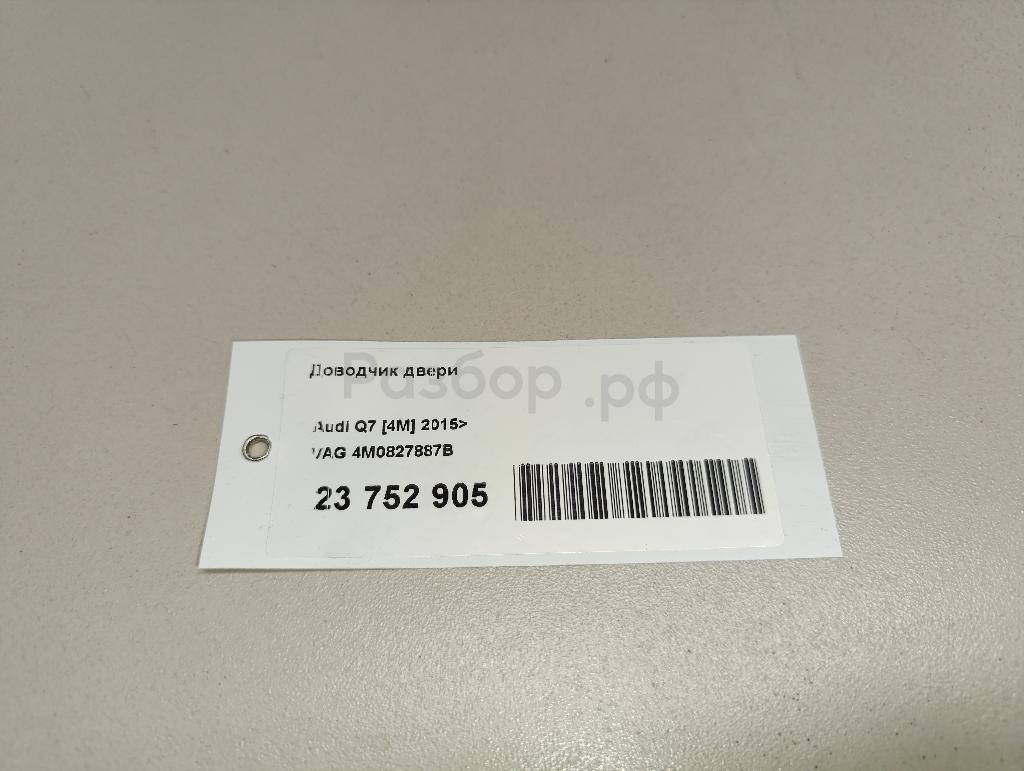 Доводчик двери
Разбор.рф
Audi Q7 [4M] 2015>
VAG 4M0827887B
23 752 905